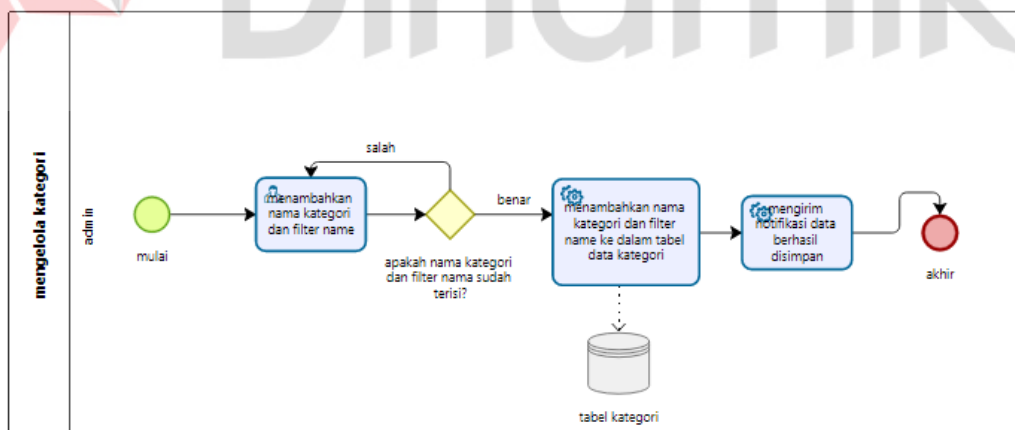 Dinamik
mengelola kategori
admin
mulai
menambahkan
nama kategori
dan filter name
salah
apakah nama kategori
dan filter nama sudah
terisi?
benar
menambahkan nama
kategori dan filter
name ke dalam tabel
data kategori
tabel kategori
mengirim
notifikasi data
berhasil
disimpan
akhir